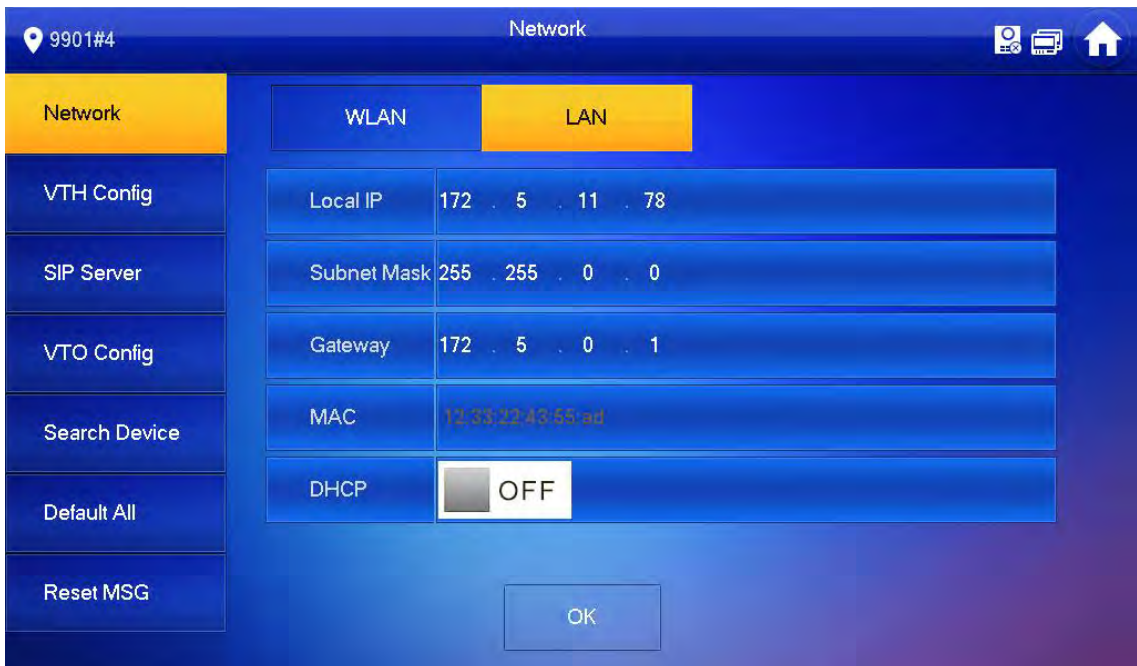 9901#4
Network
Network
VTH Config
SIP Server
VTO Config
Search Device
Default All
Reset MSG
WLAN LAN
Local IP 172 . 5 . 11 . 78
Subnet Mask 255 . 255 . 0 . 0
Gateway 172 . 5 . 0 . 1
MAC 12:33:22:43:55:ad
DHCP OFF
OK